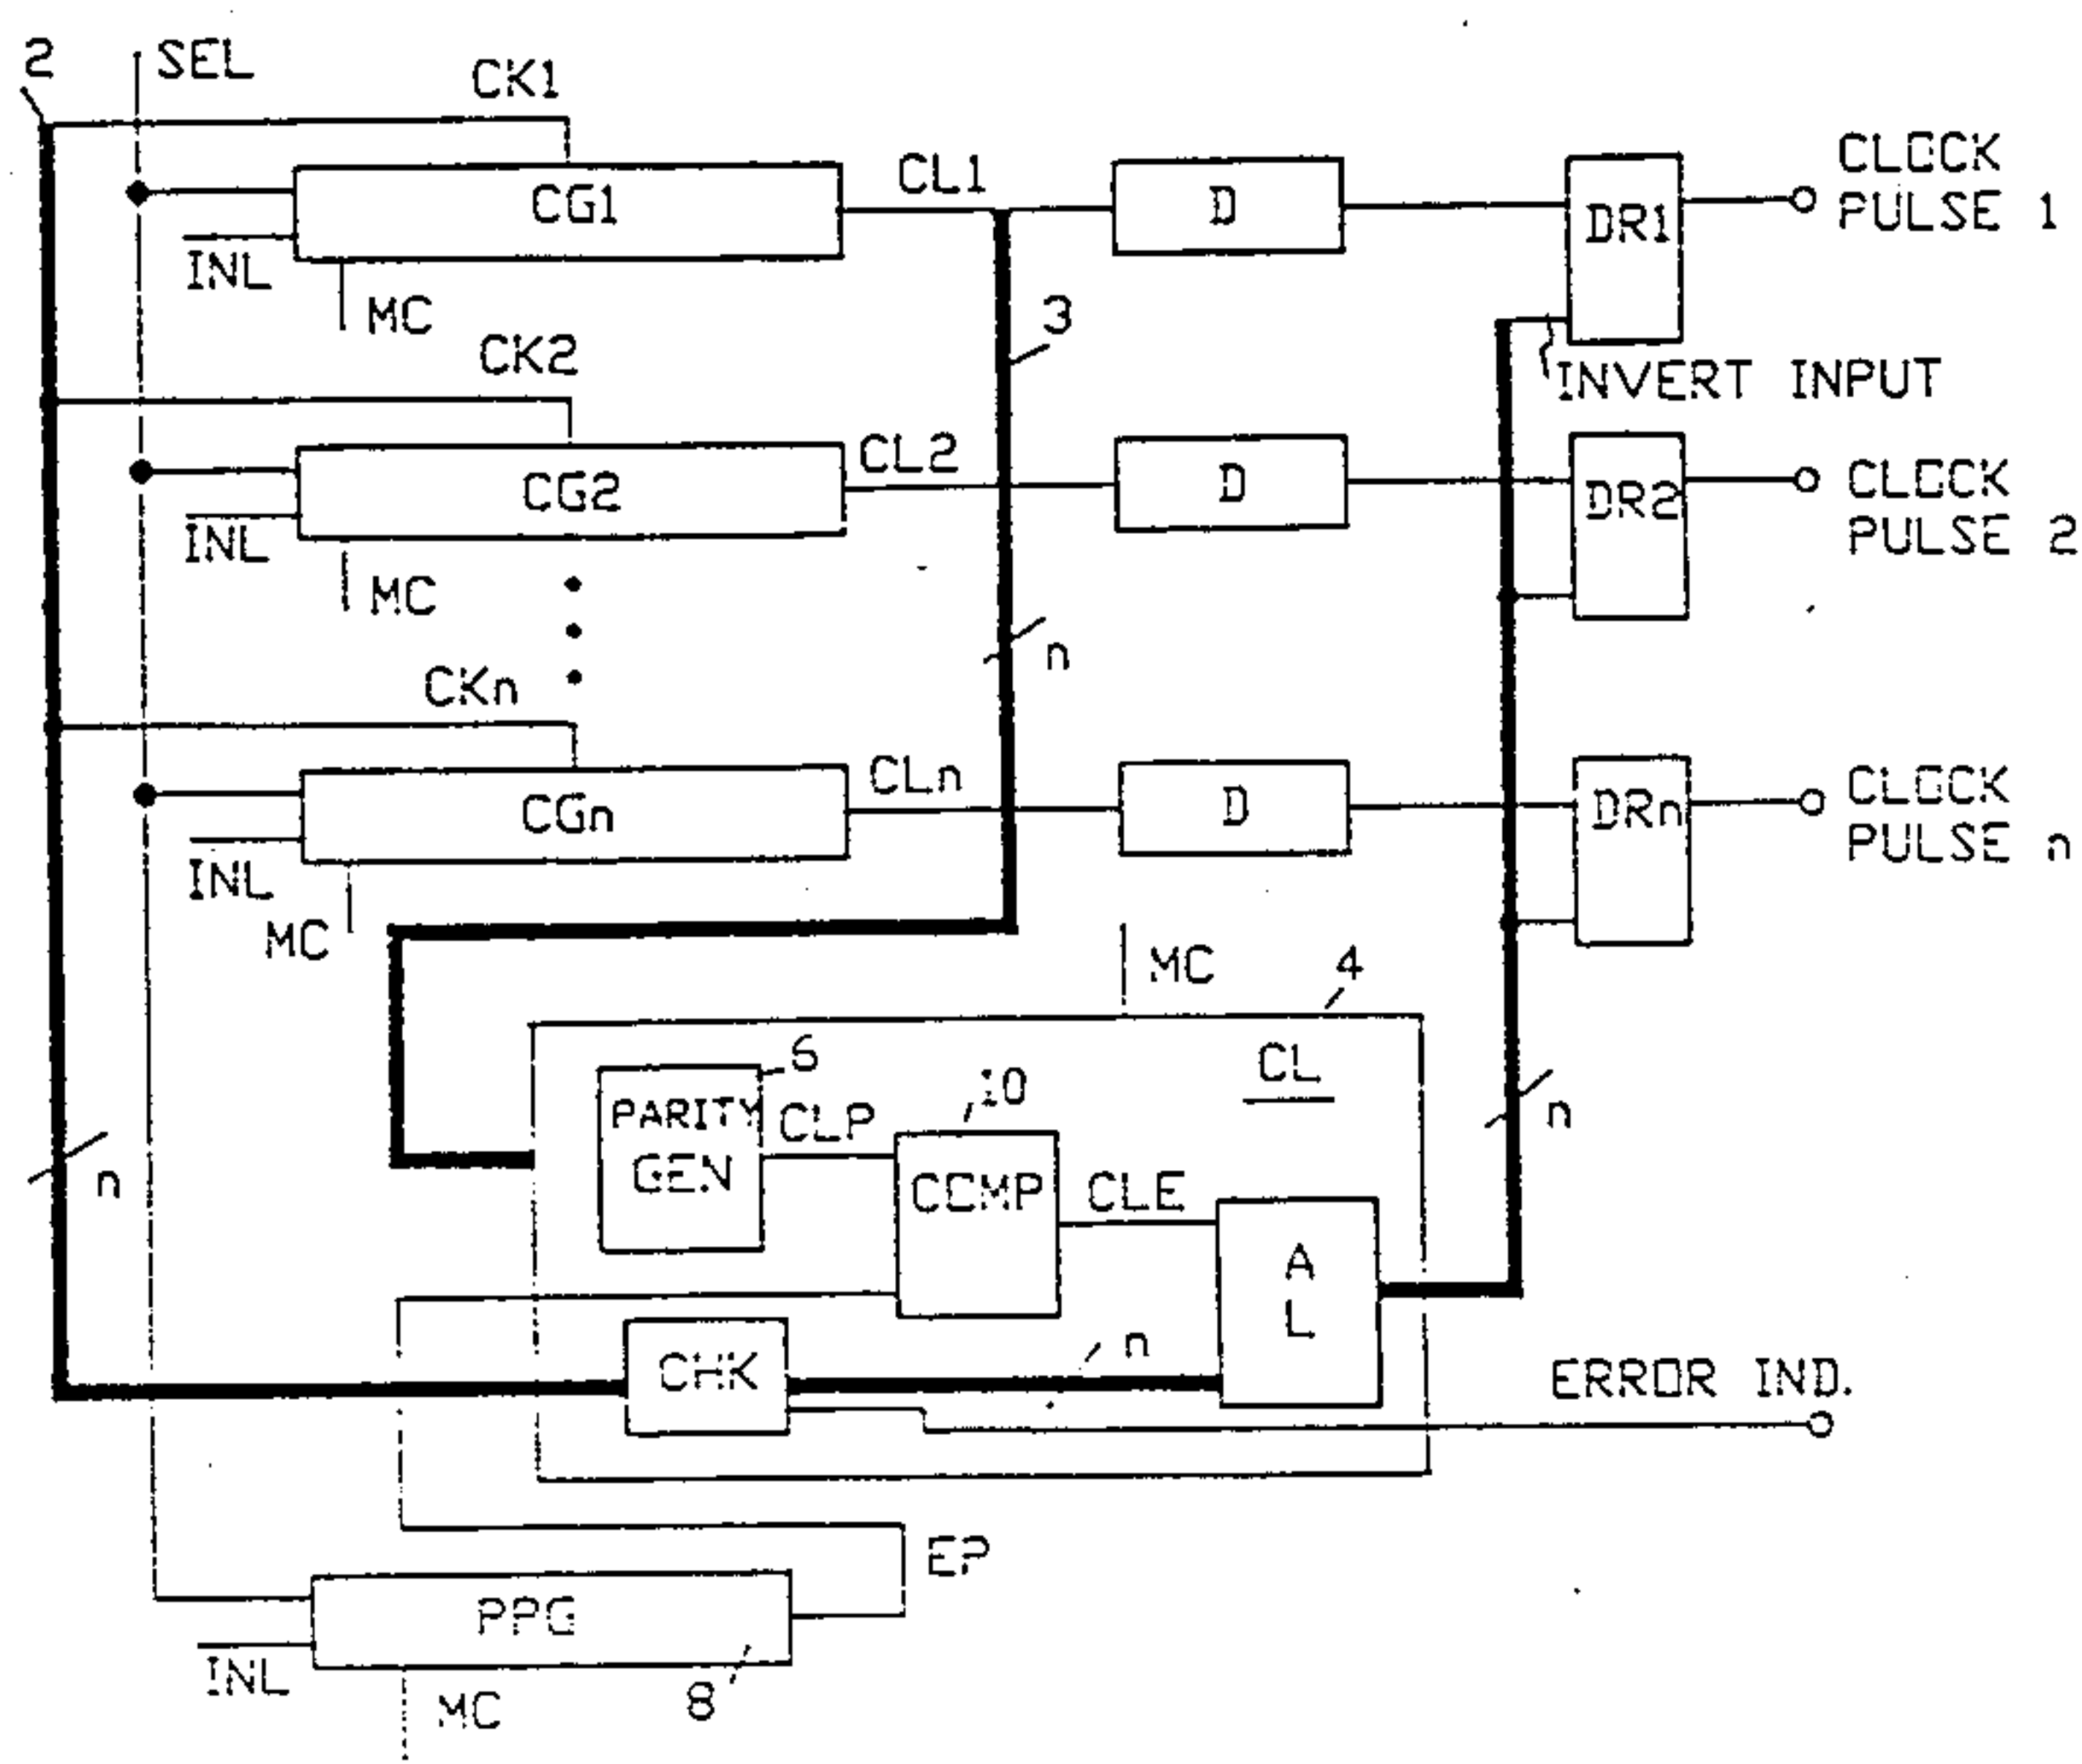 2
SEL
CK1
CG1
CL1
D
DR1
CLOCK
PULSE 1
INL
MC
3
INVERT INPUT
CK2
CG2
CL2
D
DR2
CLOCK
PULSE 2
INL
MC
n
CKn
CGn
CLn
D
DRn
CLOCK
PULSE n
INL
MC
MC
4
CL
6
PARITY
GEN
CLP
10
COMP
CLE
A
L
n
n
CHK
n
ERROR IND.
EP
PPG
INL
MC
8